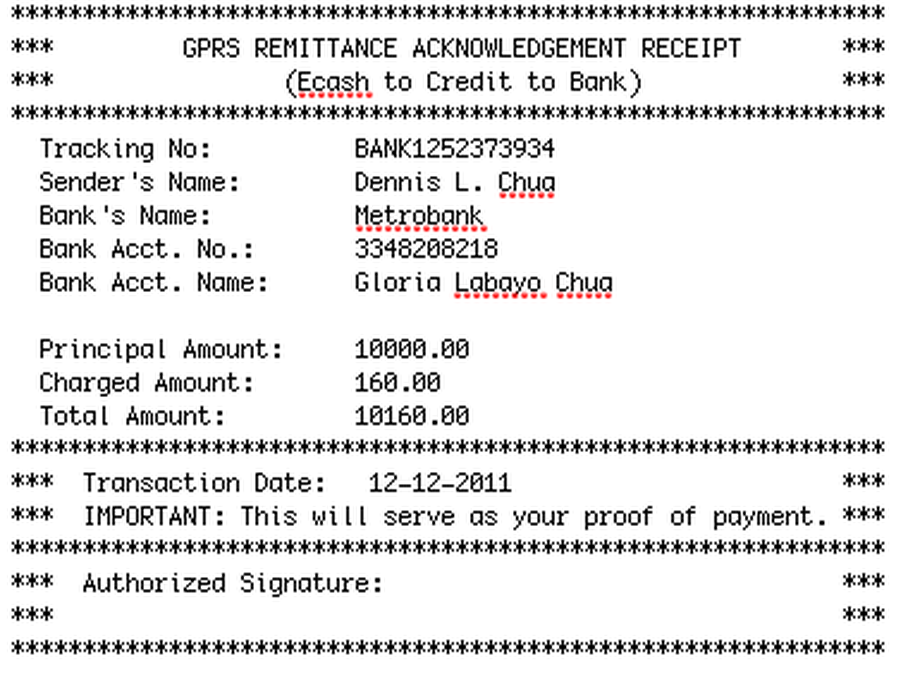 *************************************************************
*** GPRS REMITTANCE ACKNOWLEDGEMENT RECEIPT ***
*** (Ecash to Credit to Bank) ***
*************************************************************
Tracking No: BANK1252373934
Sender's Name: Dennis L. Chua
Bank's Name: Metrobank
Bank Acct. No.: 3348208218
Bank Acct. Name: Gloria Labayo Chua
Principal Amount: 10000.00
Charged Amount: 160.00
Total Amount: 10160.00
*************************************************************
*** Transaction Date: 12-12-2011 ***
*** IMPORTANT: This will serve as your proof of payment. ***
*************************************************************
*** Authorized Signature: ***
*** ***
*************************************************************